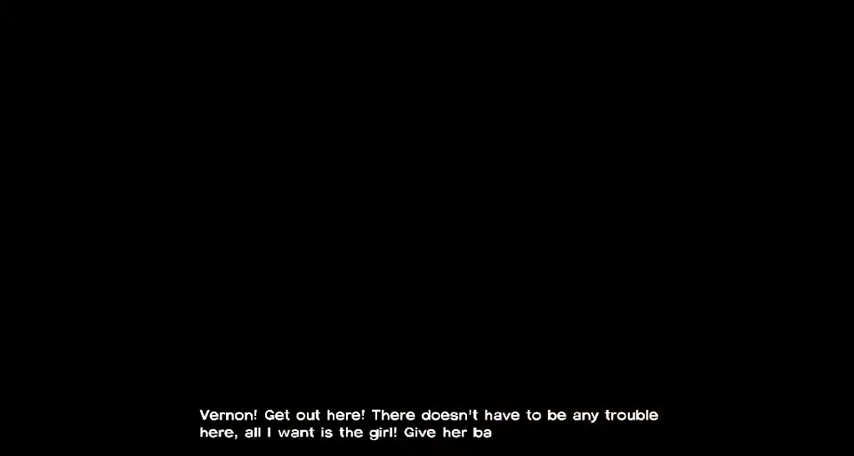 Vernon! Get out here! There doesn't have to be any trouble
here, all I want is the girl! Give her ba